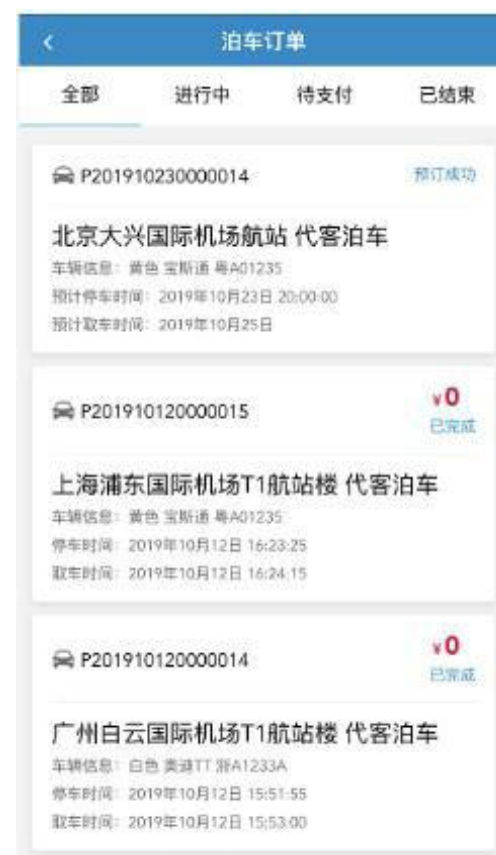 泊车订单
全部 进行中 待支付 已结束
P201910230000014 预订成功
北京大兴国际机场航站 代客泊车
车辆信息：黄色 宝斯通 粤A01235
预计停车时间：2019年10月23日 20:00:00
预计取车时间：2019年10月25日
P201910120000015 ¥0
已完成
上海浦东国际机场T1航站楼 代客泊车
车辆信息：黄色 宝斯通 粤A01235
停车时间：2019年10月12日 16:23:25
取车时间：2019年10月12日 16:24:15
P201910120000014 ¥0
已完成
广州白云国际机场T1航站楼 代客泊车
车辆信息：白色 奥迪TT 浙A1233A
停车时间：2019年10月12日 15:51:55
取车时间：2019年10月12日 15:53:00